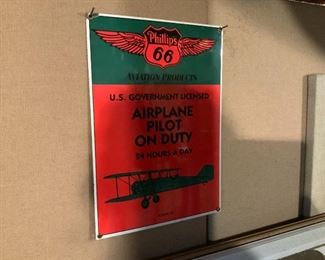 Phillips
66
AVIATION PRODUCTS
U.S. GOVERNMENT LICENSED
AIRPLANE
PILOT
ON DUTY
24 HOURS A DAY